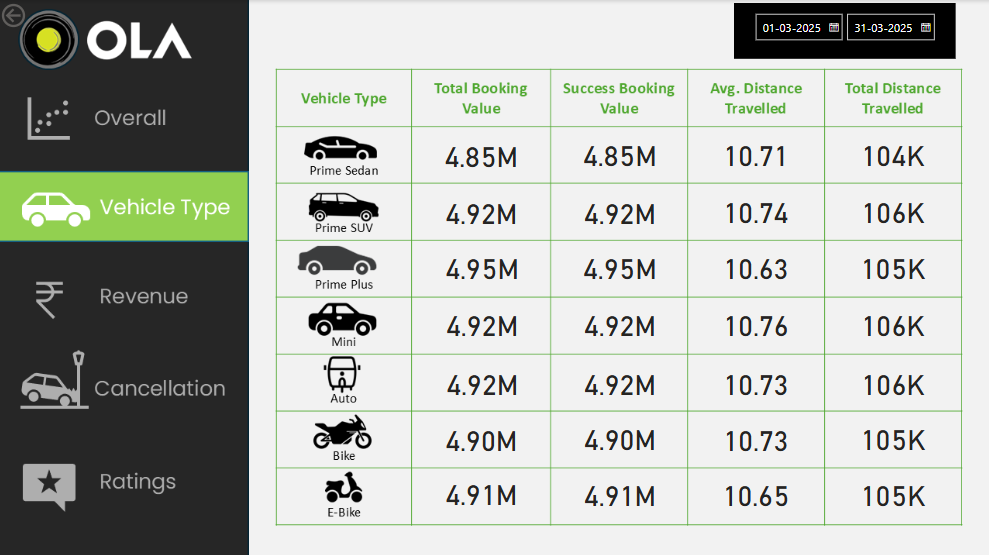 OLA
01-03-2025 31-03-2025
Overall
Vehicle Type
Revenue
Cancellation
Ratings
Vehicle Type Total Booking Value Success Booking Value Avg. Distance Travelled Total Distance Travelled
Prime Sedan 4.85M 4.85M 10.71 104K
Prime SUV 4.92M 4.92M 10.74 106K
Prime Plus 4.95M 4.95M 10.63 105K
Mini 4.92M 4.92M 10.76 106K
Auto 4.92M 4.92M 10.73 106K
Bike 4.90M 4.90M 10.73 105K
E-Bike 4.91M 4.91M 10.65 105K